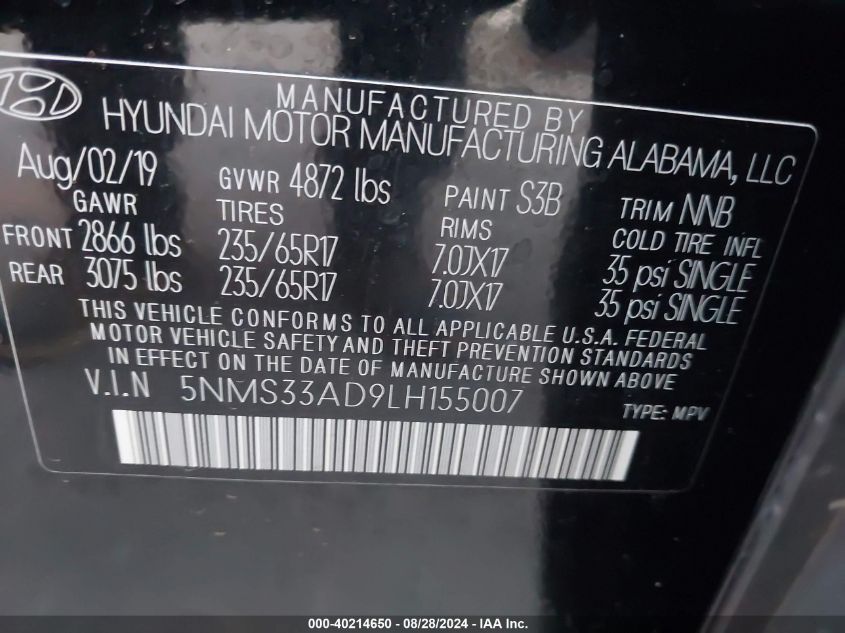 MANUFACTURED BY
HYUNDAI MOTOR MANUFACTURING ALABAMA, LLC
Aug/02/19 GVWR 4872 lbs PAINT S3B TRIM NNB
GAWR TIRES RIMS COLD TIRE INFL
FRONT 2866 lbs 235/65R17 7.0JX17 35 psi SINGLE
REAR 3075 lbs 235/65R17 7.0JX17 35 psi SINGLE
THIS VEHICLE CONFORMS TO ALL APPLICABLE U.S.A. FEDERAL
MOTOR VEHICLE SAFETY AND THEFT PREVENTION STANDARDS
IN EFFECT ON THE DATE OF MANUFACTURE SHOWN ABOVE.
V.I.N 5NMS33AD9LH155007 TYPE: MPV
000-40214650 | 08/28/2024 - IAA Inc.